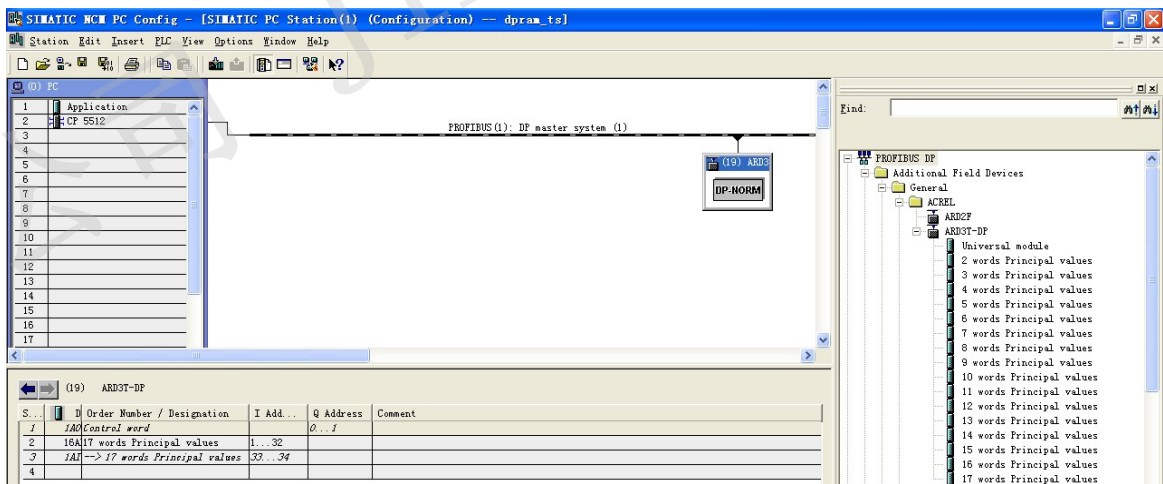 SIMATIC NCM PC Config - [SIMATIC PC Station(1) (Configuration) -- dpram_ts]
Station Edit Insert PLC View Options Window Help
(0) PC
1 Application
2 CP 5512
3
4
5
6
7
8
9
10
11
12
13
14
15
16
17
PROFIBUS(1): DP master system (1)
(19) ARD3
DP-NORM
Find:
PROFIBUS DP
Additional Field Devices
General
ACREL
ARD2F
ARD3T-DP
Universal module
2 words Principal values
3 words Principal values
4 words Principal values
5 words Principal values
6 words Principal values
7 words Principal values
8 words Principal values
9 words Principal values
10 words Principal values
11 words Principal values
12 words Principal values
13 words Principal values
14 words Principal values
15 words Principal values
16 words Principal values
17 words Principal values
(19) ARD3T-DP
S... D Order Number / Designation I Add... Q Address Comment
1 1AO Control word 0...1
2 16A 17 words Principal values 1...32
3 1AI --> 17 words Principal values 33...34
4